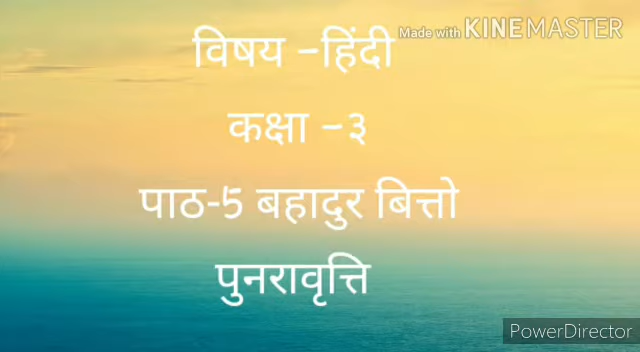 विषय –हिंदी
Made with KINEMASTER
कक्षा –३
पाठ-5 बहादुर बित्तो
पुनरावृत्ति
PowerDirector